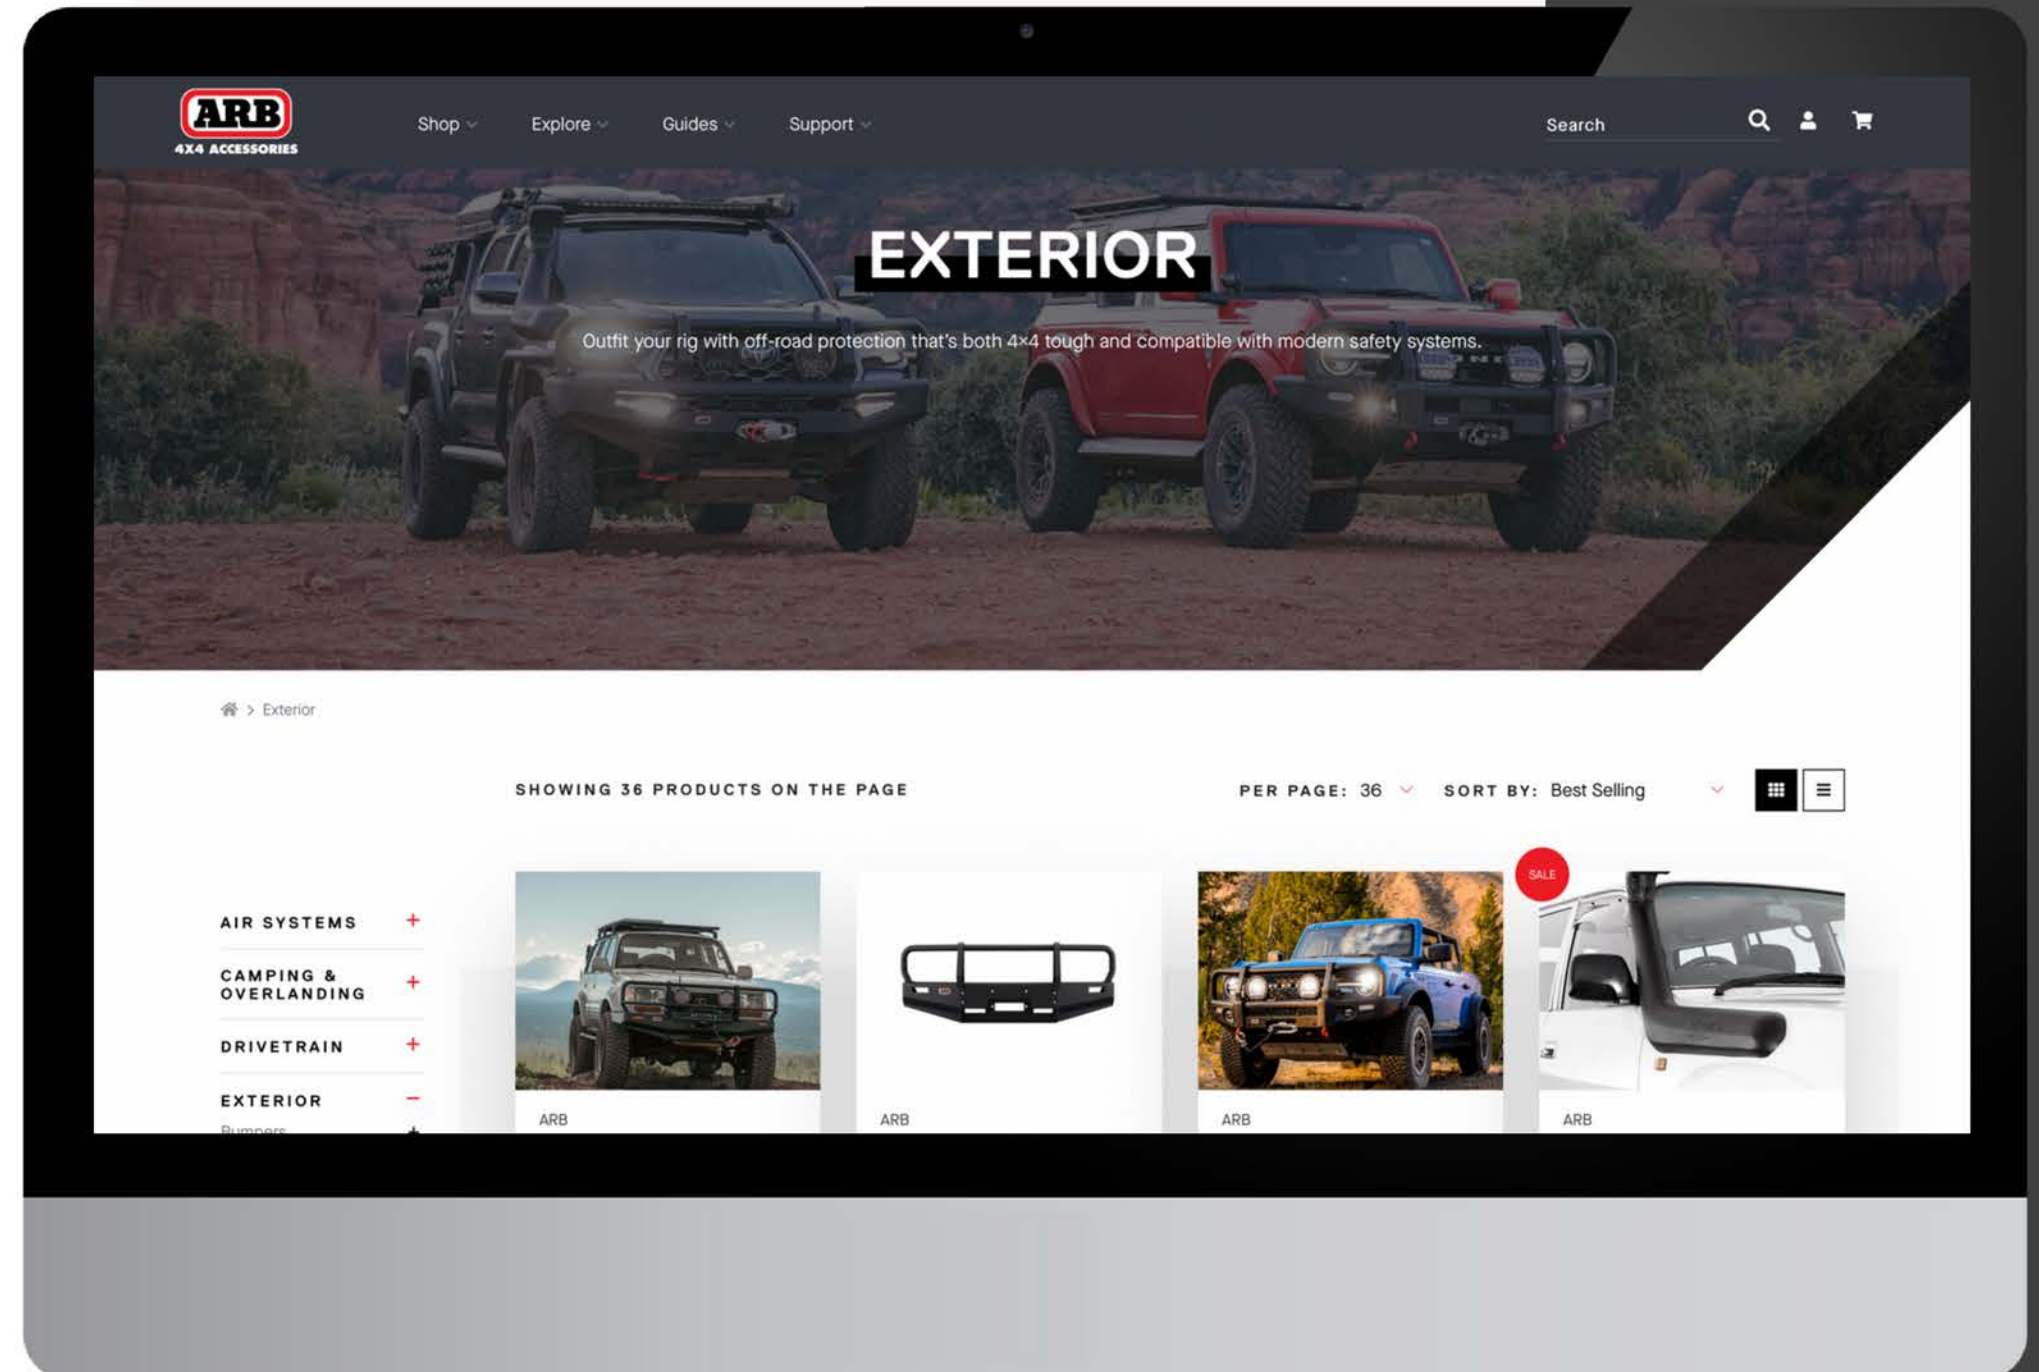 ARB
4X4 ACCESSORIES
Shop
Explore
Guides
Support
Search
EXTERIOR
Outfit your rig with off-road protection that's both 4×4 tough and compatible with modern safety systems.
> Exterior
SHOWING 36 PRODUCTS ON THE PAGE
PER PAGE: 36
SORT BY: Best Selling
AIR SYSTEMS +
CAMPING &
OVERLANDING +
DRIVETRAIN +
EXTERIOR −
Bumpers +
SALE
ARB
ARB
ARB
ARB